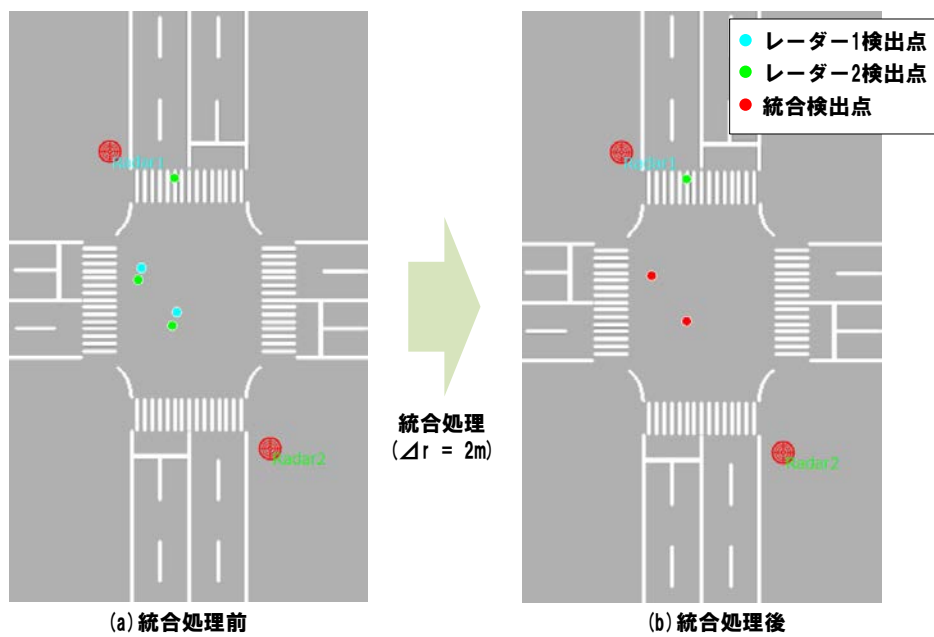 レーダー1検出点
レーダー2検出点
統合検出点
Radar1
Radar2
統合処理
(⊿r = 2m)
Radar1
Radar2
(a)統合処理前
(b)統合処理後